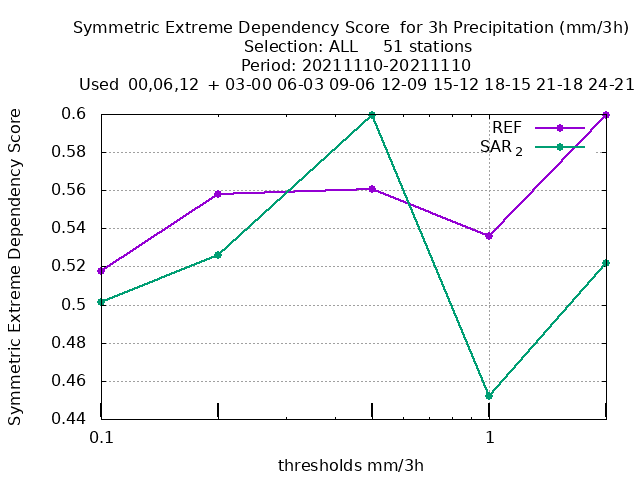 Symmetric Extreme Dependency Score  for 3h Precipitation (mm/3h)
Selection: ALL     51 stations
Period: 20211110-20211110
Used  00,06,12  + 03-00 06-03 09-06 12-09 15-12 18-15 21-18 24-21
Symmetric Extreme Dependency Score
0.6
0.58
0.56
0.54
0.52
0.5
0.48
0.46
0.44
REF
SAR 2
0.1
1
thresholds mm/3h